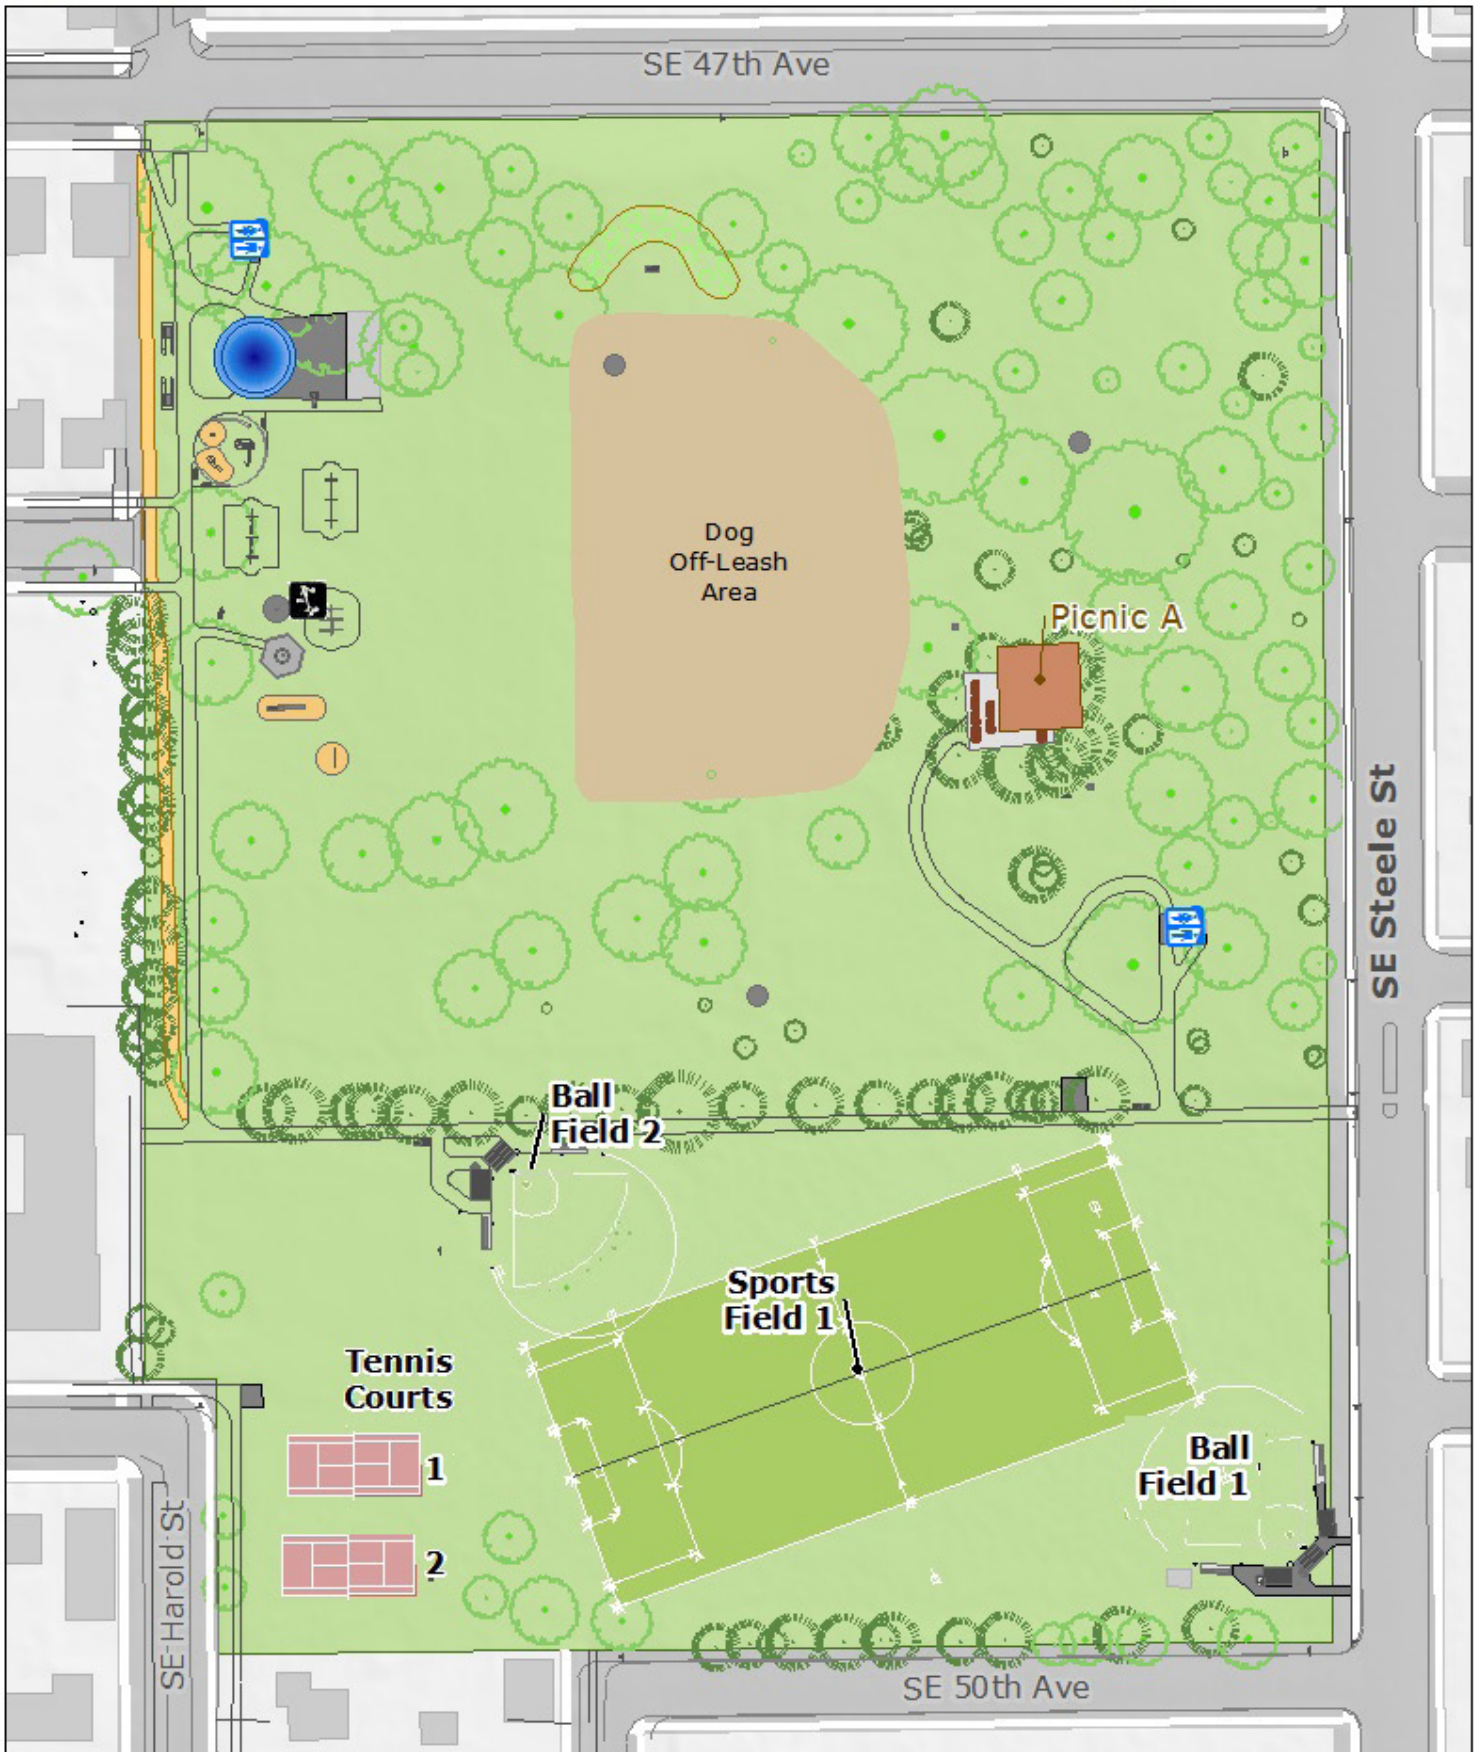 SE 47th Ave
Dog
Off-Leash
Area
Picnic A
SE Steele St
Ball
Field 2
Sports
Field 1
Tennis
Courts
1
2
Ball
Field 1
SE Harold St
SE 50th Ave